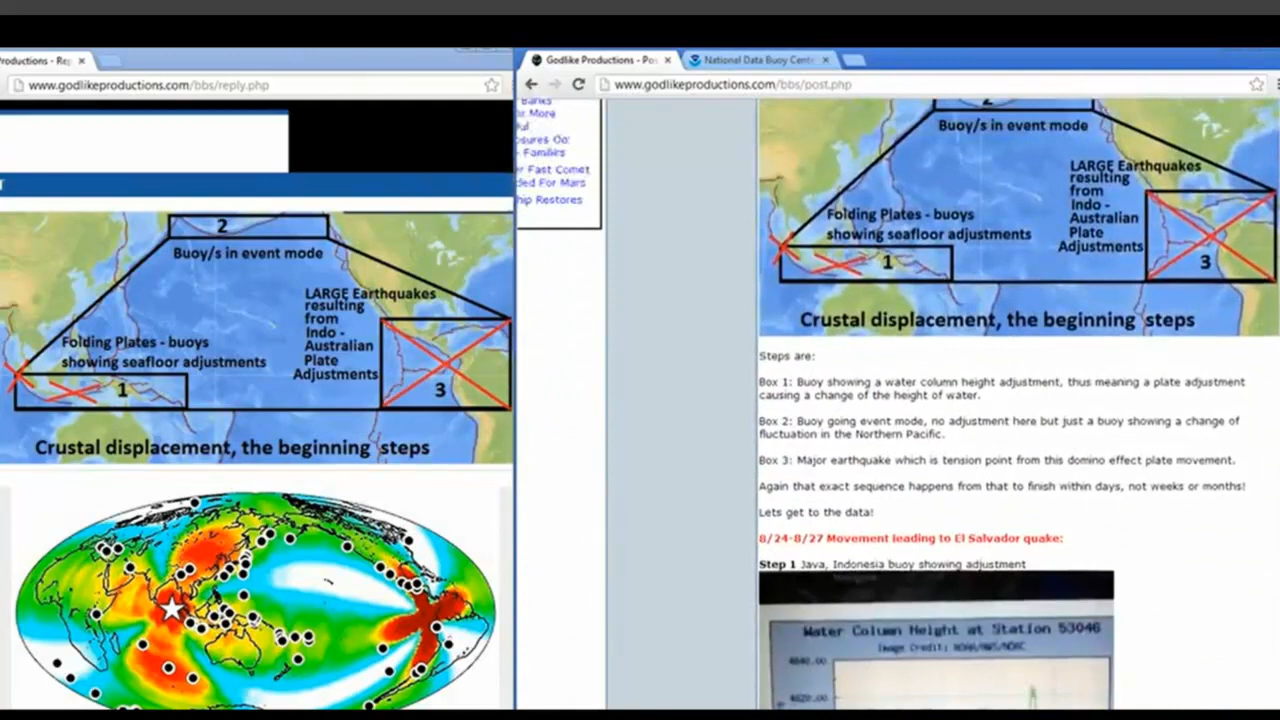 roductions - Re
www.godlikeproductions.com/bbs/reply.php
2
Buoy/s in event mode
LARGE Earthquakes
resulting
from
Indo -
Australian
Plate
Adjustments
Folding Plates - buoys
showing seafloor adjustments
1
3
Crustal displacement, the beginning steps
Godlike Productions - Pos
National Data Buoy Cente
www.godlikeproductions.com/bbs/post.php
Banks
More
Familirs
r Fast Comet
ded For Mars
hip Restores
2
Buoy/s in event mode
LARGE Earthquakes
resulting
from
Indo -
Australian
Plate
Adjustments
Folding Plates - buoys
showing seafloor adjustments
1
3
Crustal displacement, the beginning steps
Steps are:
Box 1: Buoy showing a water column height adjustment, thus meaning a plate adjustment
causing a change of the height of water.
Box 2: Buoy going event mode, no adjustment here but just a buoy showing a change of
fluctuation in the Northern Pacific.
Box 3: Major earthquake which is tension point from this domino effect plate movement.
Again that exact sequence happens from that to finish within days, not weeks or months!
Lets get to the data!
8/24-8/27 Movement leading to El Salvador quake:
Step 1 Java, Indonesia buoy showing adjustment
Water Column Height at Station 53046
Image Credit: NOAA/NWS/NDBC
4840.00
4820.00